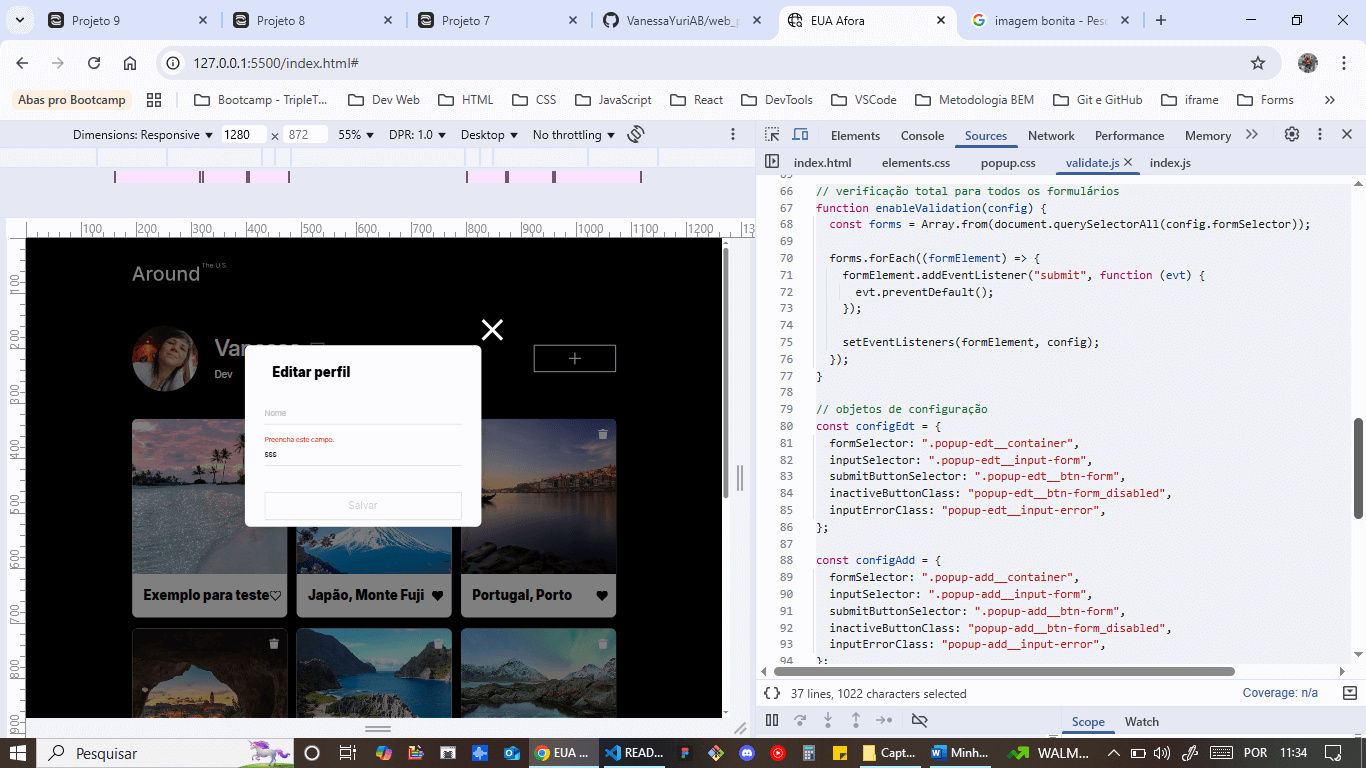 Projeto 9
Projeto 8
Projeto 7
VanessaYuriAB/web_p
EUA Afora
imagem bonita - Pesc
127.0.0.1:5500/index.html#
Abas pro Bootcamp
Bootcamp - TripleT...
Dev Web
HTML
CSS
JavaScript
React
DevTools
VSCode
Metodologia BEM
Git e GitHub
iframe
Forms
Dimensions: Responsive
1280 × 872
55%
DPR: 1.0
Desktop
No throttling
Elements
Console
Sources
Network
Performance
Memory
index.html
elements.css
popup.css
validate.js
index.js
100 200 300 400 500 600 700 800 900 1000 1100 1200 130
100
200
300
400
500
600
700
800
900
Around The U.S.
Dev
Editar perfil
Nome
Preencha este campo.
sss
Salvar
Exemplo para teste
Japão, Monte Fuji
Portugal, Porto
65
66 // verificação total para todos os formulários
67 function enableValidation(config) {
68 const forms = Array.from(document.querySelectorAll(config.formSelector));
69
70 forms.forEach((formElement) => {
71 formElement.addEventListener("submit", function (evt) {
72 evt.preventDefault();
73 });
74
75 setEventListeners(formElement, config);
76 });
77 }
78
79 // objetos de configuração
80 const configEdt = {
81 formSelector: ".popup-edt__container",
82 inputSelector: ".popup-edt__input-form",
83 submitButtonSelector: ".popup-edt__btn-form",
84 inactiveButtonClass: "popup-edt__btn-form_disabled",
85 inputErrorClass: "popup-edt__input-error",
86 };
87
88 const configAdd = {
89 formSelector: ".popup-add__container",
90 inputSelector: ".popup-add__input-form",
91 submitButtonSelector: ".popup-add__btn-form",
92 inactiveButtonClass: "popup-add__btn-form_disabled",
93 inputErrorClass: "popup-add__input-error",
94 };
{} 37 lines, 1022 characters selected
Coverage: n/a
Scope
Watch
Pesquisar
EUA ...
READ...
Capt...
Minh...
WALM...
POR
11:34